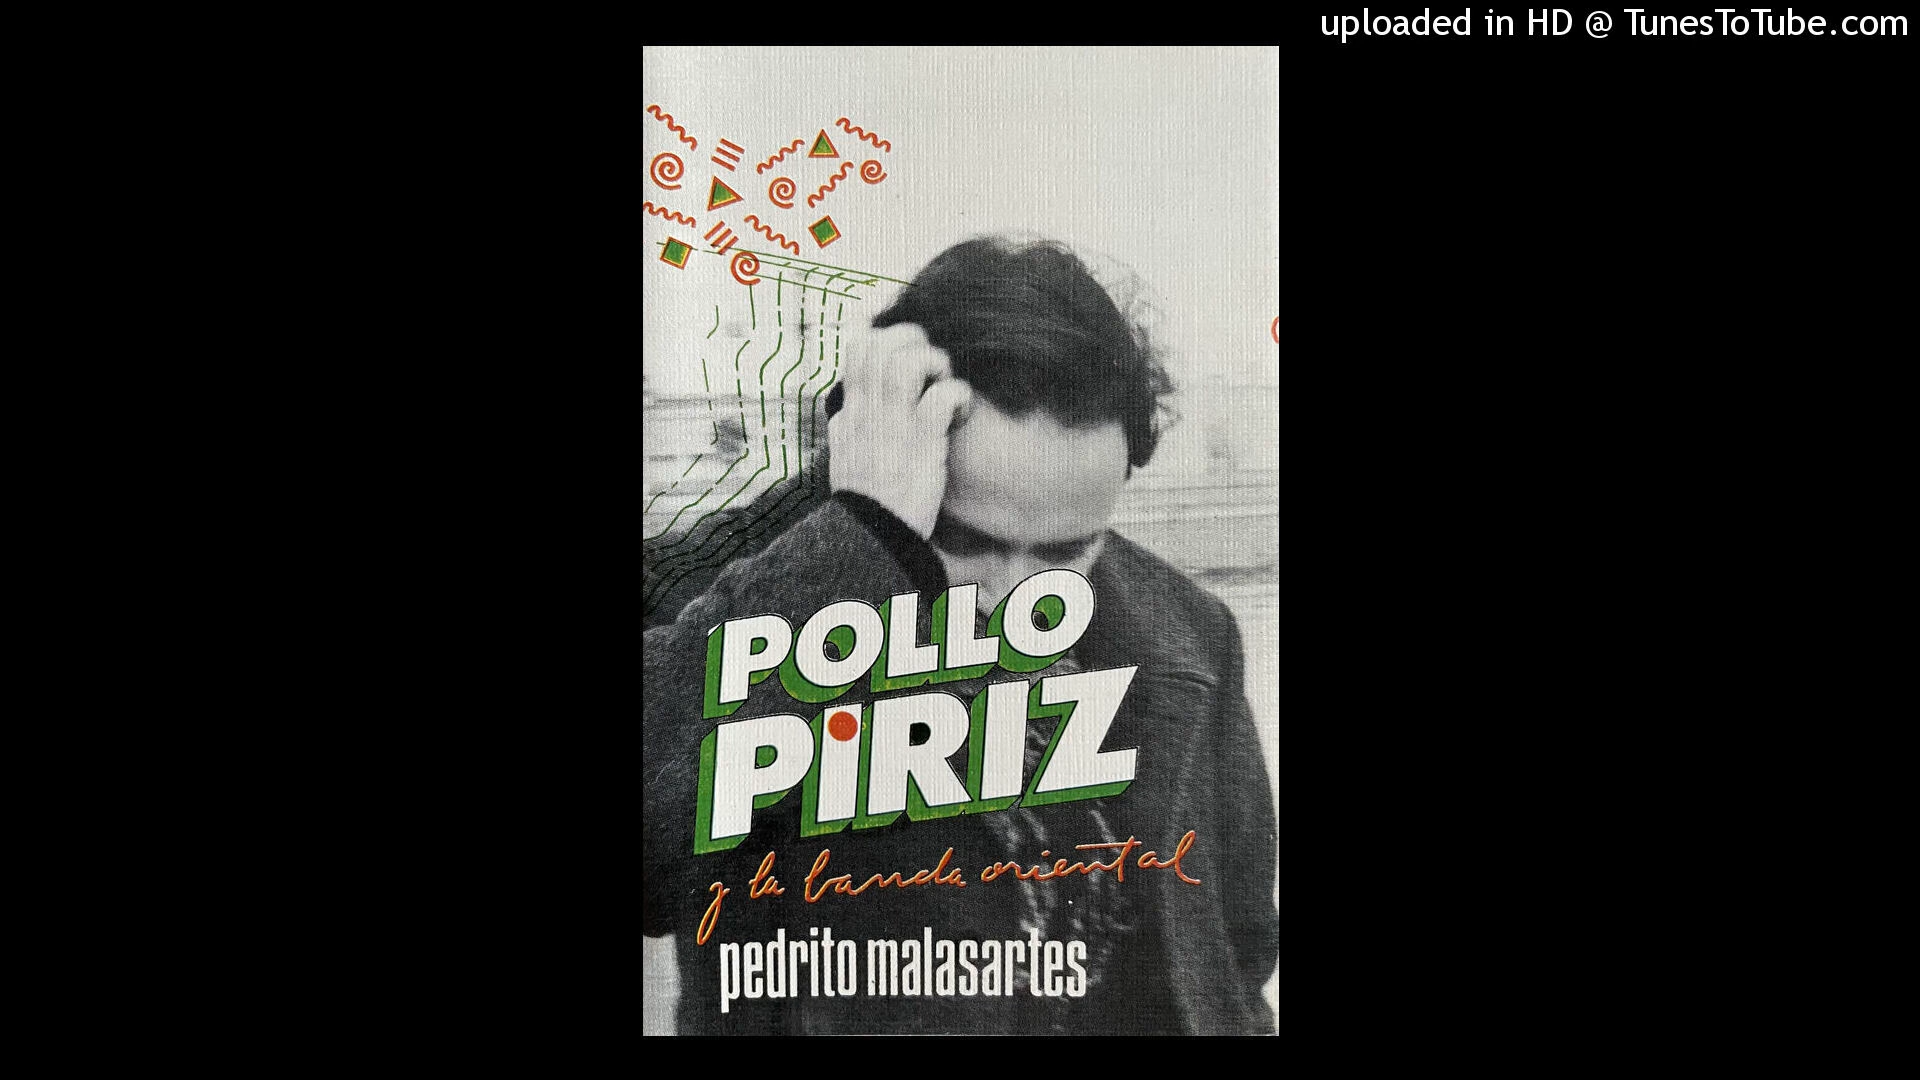 uploaded in HD @ TunesToTube.com
POLLO
PiRIZ
y la banda oriental
pedrito malasartes